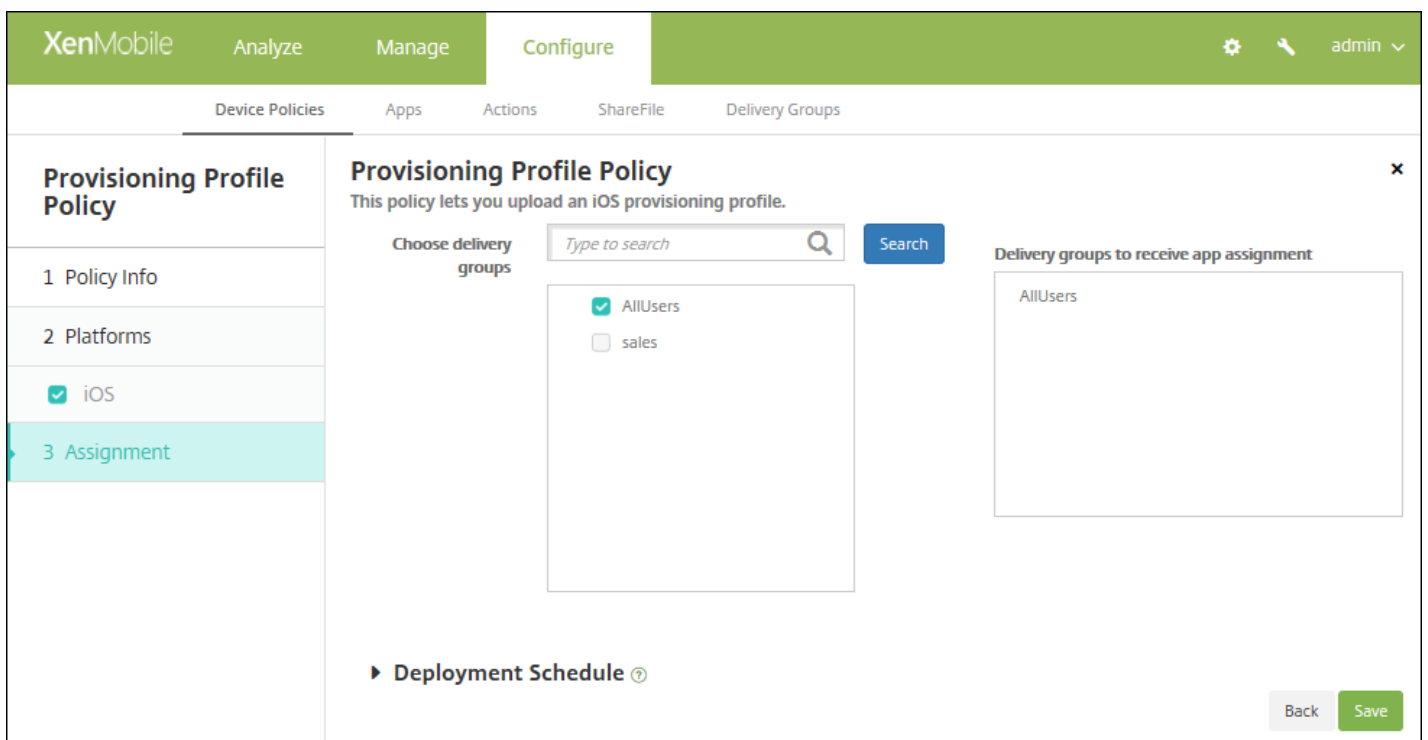 XenMobile Analyze Manage Configure admin
Device Policies Apps Actions ShareFile Delivery Groups
Provisioning Profile
Policy
1 Policy Info
2 Platforms
iOS
3 Assignment
Provisioning Profile Policy
This policy lets you upload an iOS provisioning profile.
Choose delivery
groups
Type to search
Search
AllUsers
sales
Delivery groups to receive app assignment
AllUsers
Deployment Schedule ?
Back Save